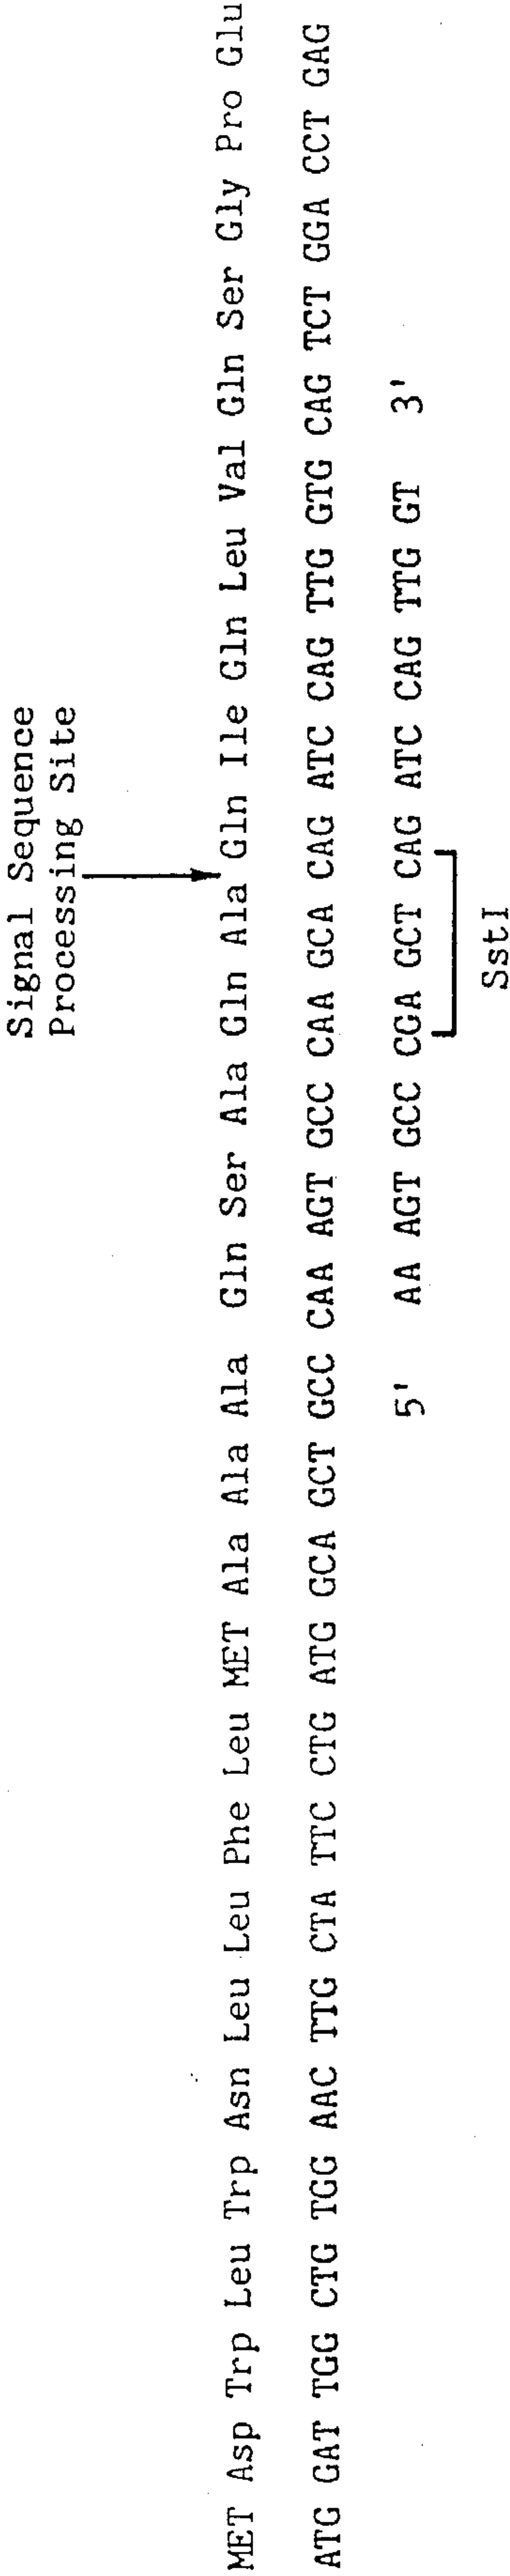 Signal Sequence
Processing Site
MET Asp Trp Leu Trp Asn Leu Leu Phe Leu MET Ala Ala Ala Gln Ser Ala Gln Ala Gln Ile Gln Leu Val Gln Ser Gly Pro Glu
ATG GAT TGG CTG TGG AAC TTG CTA TTC CTG ATG GCA GCT GCC CAA AGT GCC CAA GCA CAG ATC CAG TTG GTG CAG TCT GGA CCT GAG
5' AA AGT GCC CGA GCT CAG ATC CAG TTG GT 3'
SstI